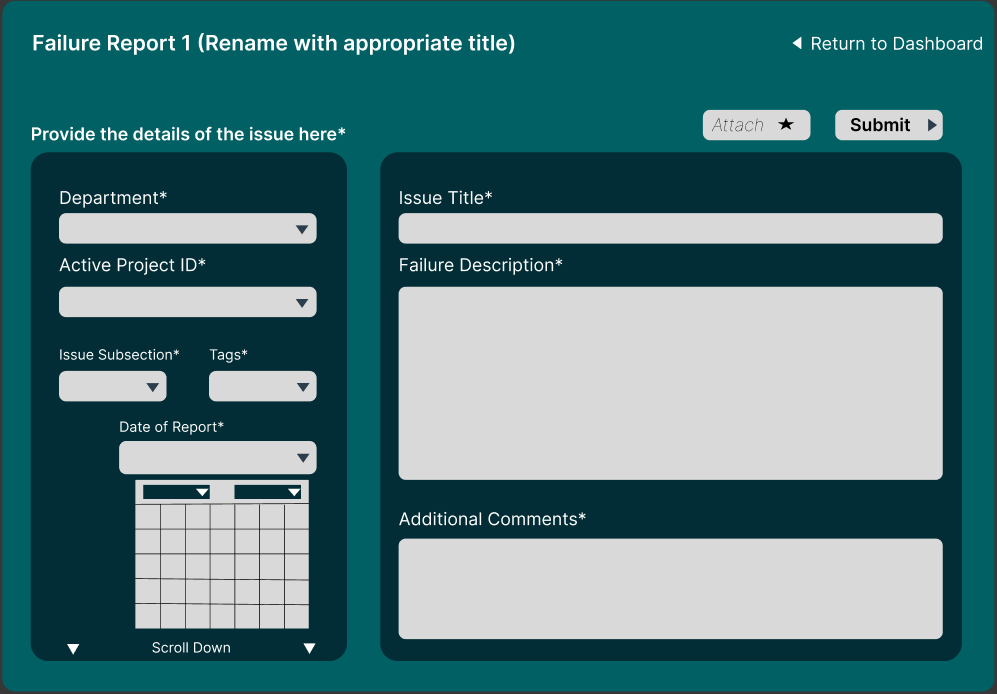 Failure Report 1 (Rename with appropriate title)
Return to Dashboard
Provide the details of the issue here*
Attach
Submit
Department*
Active Project ID*
Issue Subsection*
Tags*
Date of Report*
Scroll Down
Issue Title*
Failure Description*
Additional Comments*